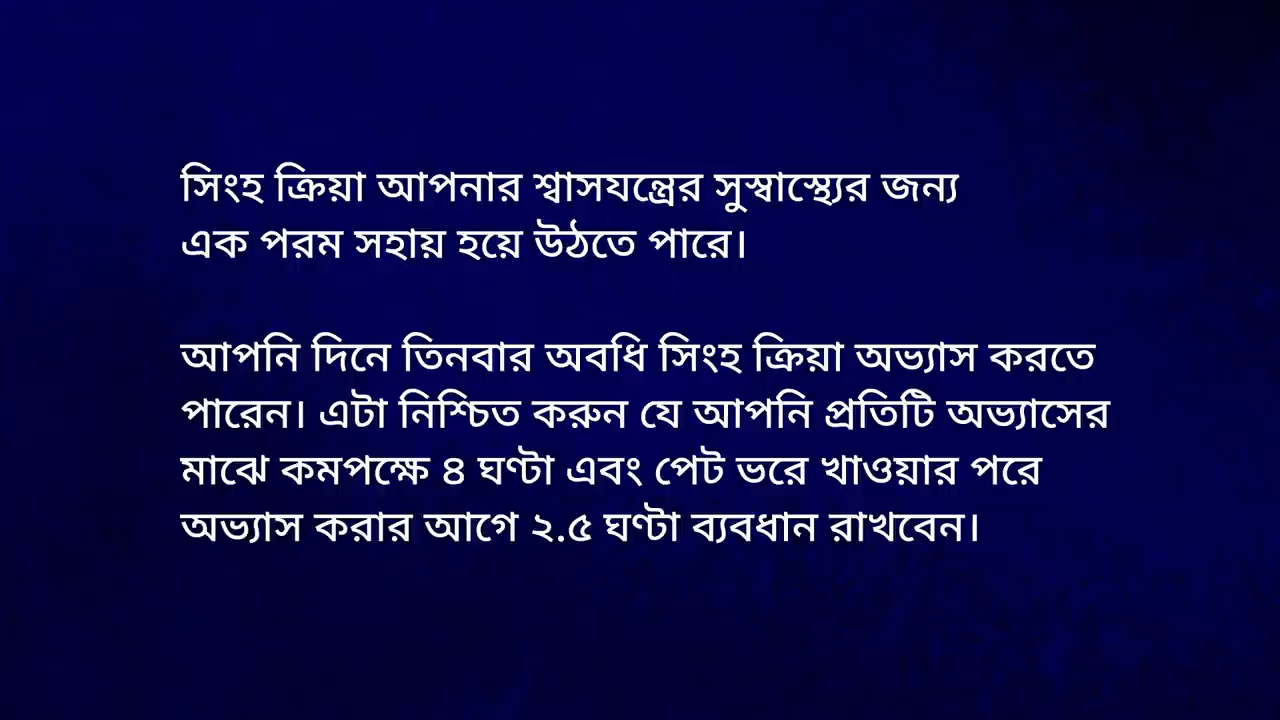 সিংহ ক্রিয়া আপনার শ্বাসযন্ত্রের সুস্বাস্থ্যের জন্য
এক পরম সহায় হয়ে উঠতে পারে।
আপনি দিনে তিনবার অবধি সিংহ ক্রিয়া অভ্যাস করতে
পারেন। এটা নিশ্চিত করুন যে আপনি প্রতিটি অভ্যাসের
মাঝে কমপক্ষে ৪ ঘণ্টা এবং পেট ভরে খাওয়ার পরে
অভ্যাস করার আগে ২.৫ ঘণ্টা ব্যবধান রাখবেন।